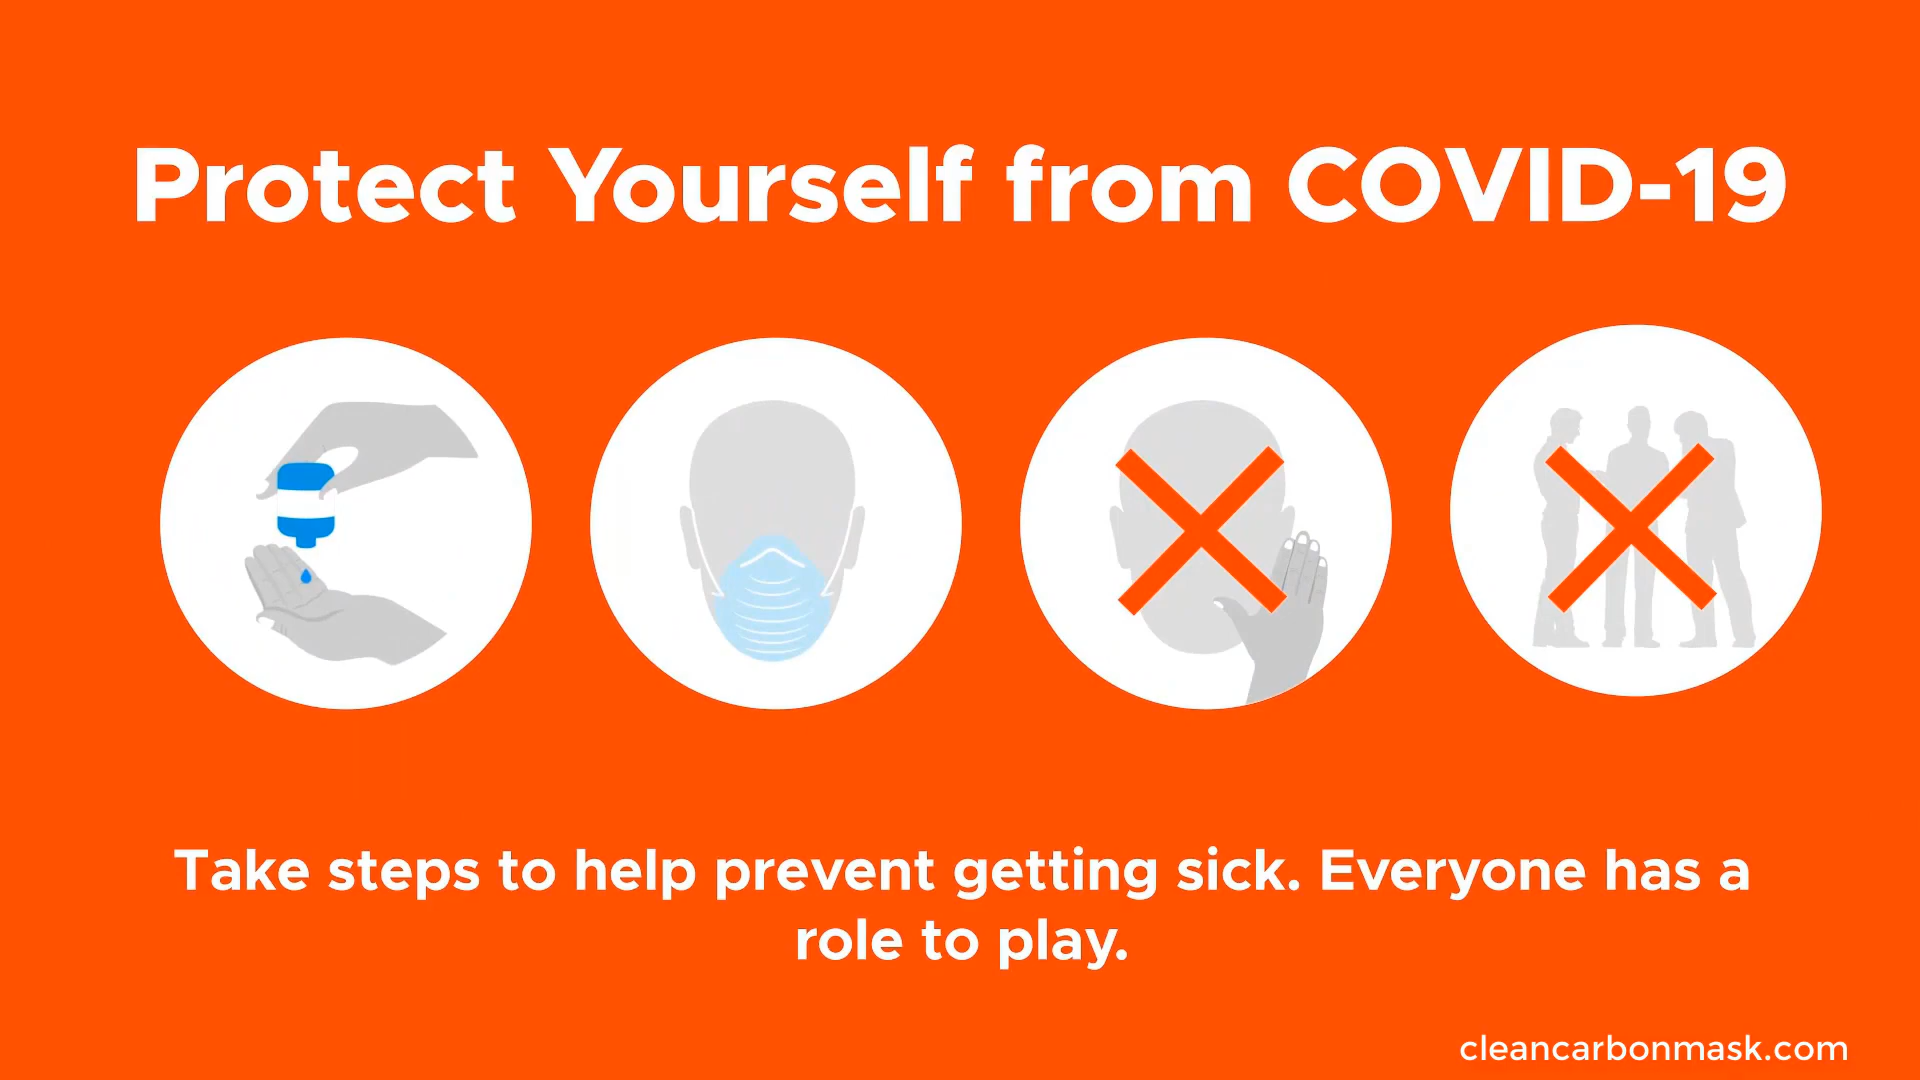 Protect Yourself from COVID-19
Take steps to help prevent getting sick. Everyone has a
role to play.
cleancarbonmask.com